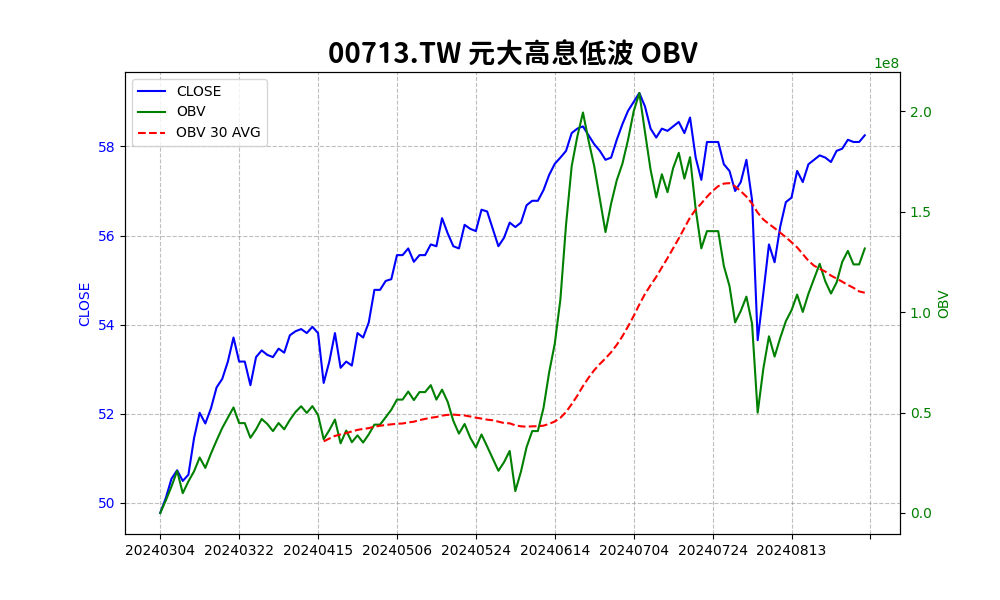 00713.TW 元大高息低波 OBV
1e8
CLOSE
OBV
OBV 30 AVG
58
56
54
52
50
CLOSE
2.0
1.5
1.0
0.5
0.0
OBV
20240304 20240322 20240415 20240506 20240524 20240614 20240704 20240724 20240813